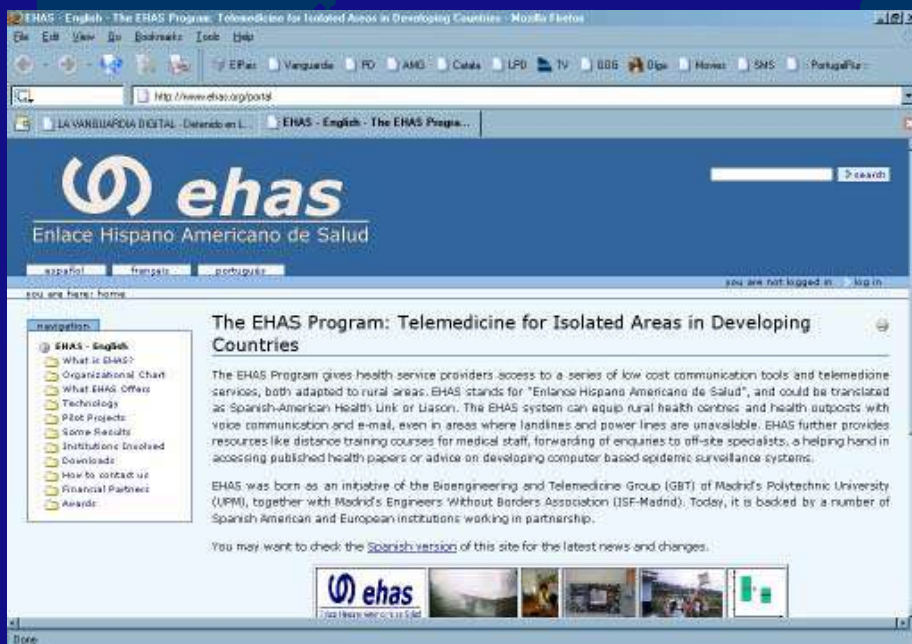 EHAS - English - The EHAS Program: Telemedicine for Isolated Areas in Developing Countries - Mozilla Firefox
File Edit View Go Bookmarks Tools Help
El País Vanguardia PD AMG Català LPD TV Digs Movies SMS
http://www.ehas.org/portal
LA VANGUARDIA DIGITAL - Detenido en L... EHAS - English - The EHAS Progra...
ehas
Enlace Hispano Americano de Salud
search
español français português
you are not logged in log in
you are here: home
navigation
EHAS - English
What is EHAS?
Organizational Chart
What EHAS Offers
Technology
Pilot Projects
Some Results
Institutions Involved
Downloads
How to contact us
Financial Partners
Awards
The EHAS Program: Telemedicine for Isolated Areas in Developing
Countries
The EHAS Program gives health service providers access to a series of low cost communication tools and telemedicine
services, both adapted to rural areas. EHAS stands for "Enlance Hispano Americano de Salud", and could be translated
as Spanish-American Health Link or Liason. The EHAS system can equip rural health centres and health outposts with
voice communication and e-mail, even in areas where landlines and power lines are unavailable. EHAS further provides
resources like distance training courses for medical staff, forwarding of enquiries to off-site specialists, a helping hand in
accessing published health papers or advice on developing computer based epidemic surveillance systems.
EHAS was born as an initiative of the Bioengineering and Telemedicine Group (GBT) of Madrid's Polytechnic University
(UPM), together with Madrid's Engineers Without Borders Association (ISF-Madrid). Today, it is backed by a number of
Spanish American and European institutions working in partnership.
You may want to check the Spanish version of this site for the latest news and changes.
ehas
Done